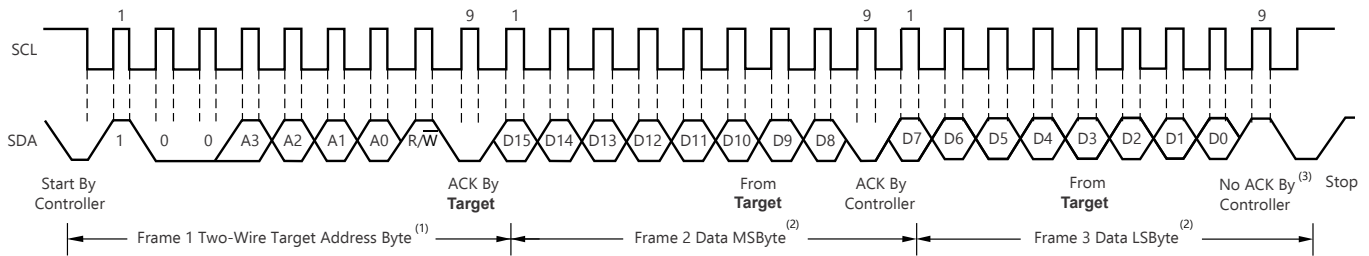 1 9 1 9 1 9
SCL
SDA 1 0 0 A3 A2 A1 A0 R/W̅ D15 D14 D13 D12 D11 D10 D9 D8 D7 D6 D5 D4 D3 D2 D1 D0
Start By ACK By From ACK By From No ACK By (3) Stop
Controller Target Target Controller Target Controller
Frame 1 Two-Wire Target Address Byte (1) Frame 2 Data MSByte (2) Frame 3 Data LSByte (2)